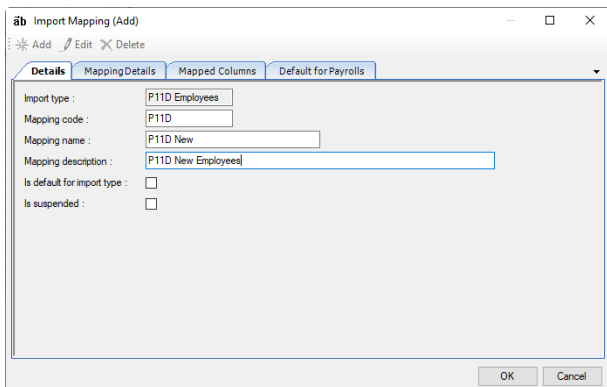 äb Import Mapping (Add)
Add Edit Delete
Details Mapping Details Mapped Columns Default for Payrolls
Import type : P11D Employees
Mapping code : P11D
Mapping name : P11D New
Mapping description : P11D New Employees
Is default for import type :
Is suspended :
OK Cancel